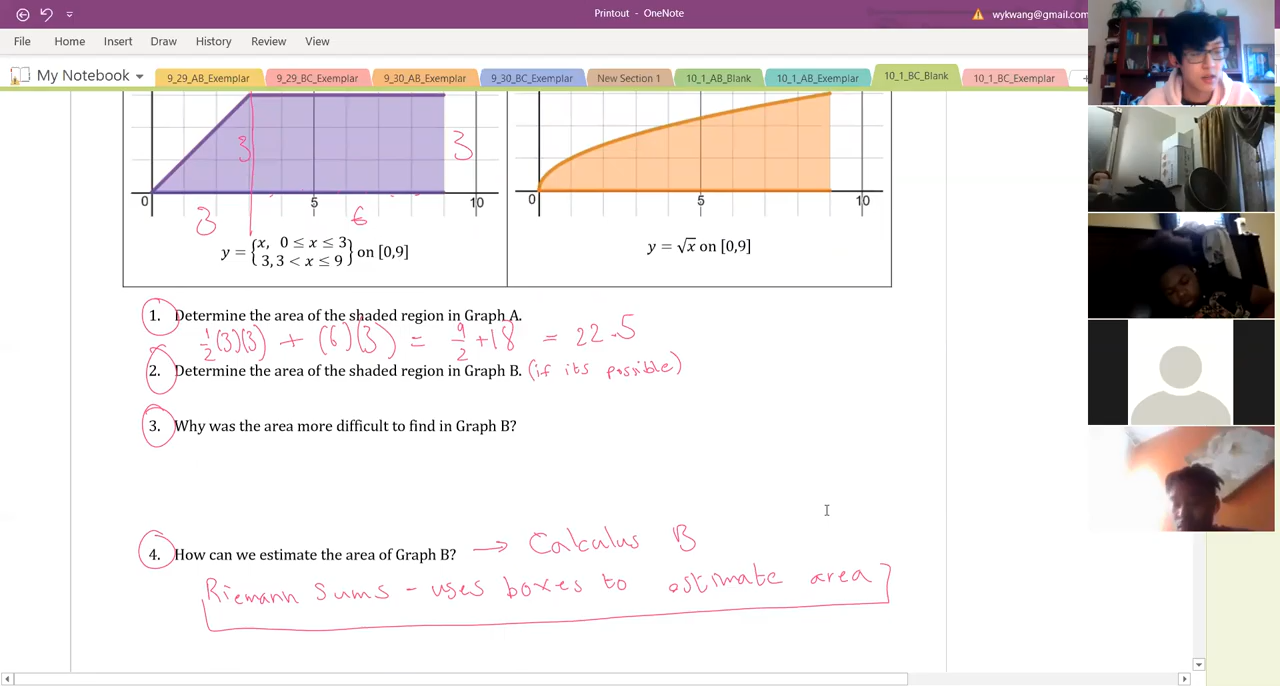 Printout - OneNote
wykwang@gmail.com
File Home Insert Draw History Review View
My Notebook
9_29_AB_Exemplar 9_29_BC_Exemplar 9_30_AB_Exemplar 9_30_BC_Exemplar New Section 1 10_1_AB_Blank 10_1_AB_Exemplar 10_1_BC_Blank 10_1_BC_Exemplar +
3 3
0 5 10 0 5 10
3 6
y = {x, 0 ≤ x ≤ 3
3, 3 < x ≤ 9} on [0,9]
y = √x on [0,9]
1. Determine the area of the shaded region in Graph A.
1/2(3)(3) + (6)(3) = 9/2 + 18 = 22.5
2. Determine the area of the shaded region in Graph B. (if its possible)
3. Why was the area more difficult to find in Graph B?
4. How can we estimate the area of Graph B? → Calculus B
Riemann Sums - uses boxes to estimate area